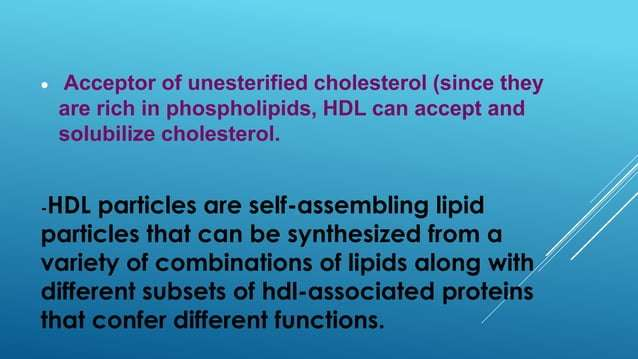 • Acceptor of unesterified cholesterol (since they
are rich in phospholipids, HDL can accept and
solubilize cholesterol.
-HDL particles are self-assembling lipid
particles that can be synthesized from a
variety of combinations of lipids along with
different subsets of hdl-associated proteins
that confer different functions.